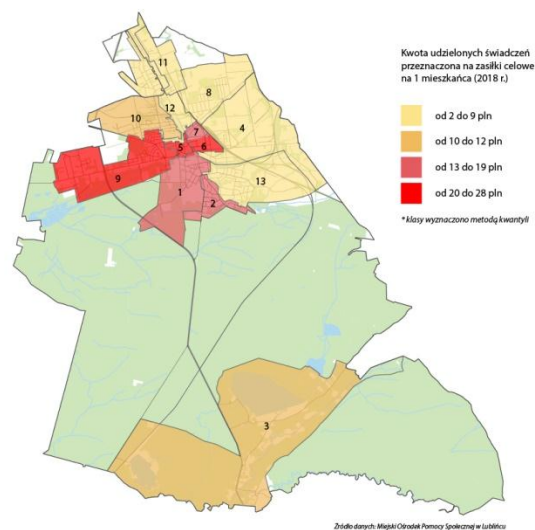 Kwota udzielonych świadczeń
przeznaczona na zasiłki celowe
na 1 mieszkańca (2018 r.)
od 2 do 9 pln
od 10 do 12 pln
od 13 do 19 pln
od 20 do 28 pln
* klasy wyznaczono metodą kwantyli
11
8
12
10
4
7
5
6
9
13
1
2
3
Źródło danych: Miejski Ośrodek Pomocy Społecznej w Lublińcu